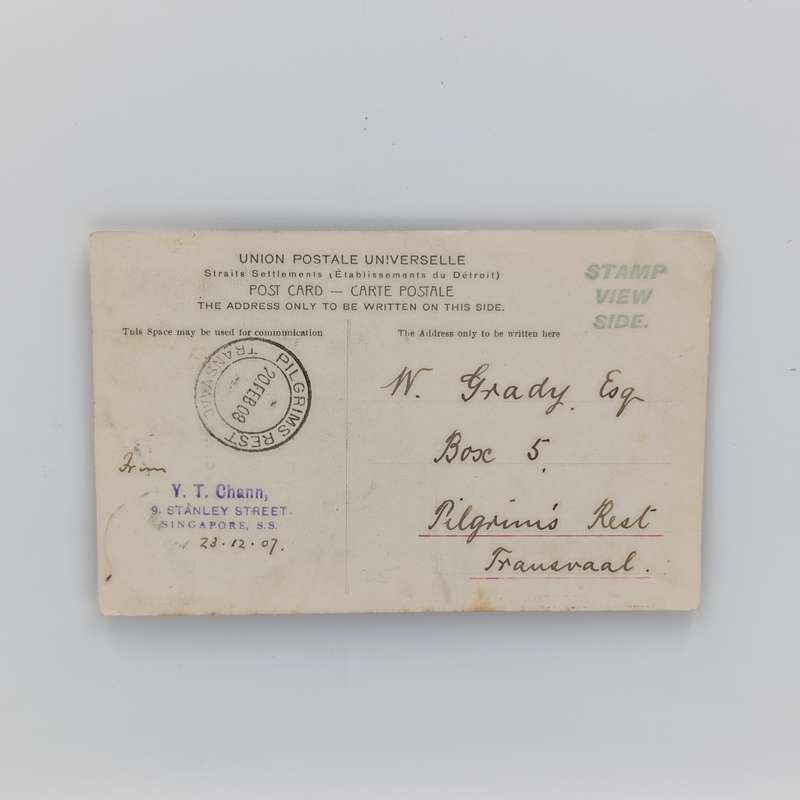 UNION POSTALE UNIVERSELLE
Straits Settlements (Établissements du Détroit)
POST CARD — CARTE POSTALE
THE ADDRESS ONLY TO BE WRITTEN ON THIS SIDE.
STAMP
VIEW
SIDE.
This Space may be used for communication
The Address only to be written here
PILGRIMS REST
TRANSVAAL
20 FEB 08
W. Grady, Esq
Box 5.
Pilgrim's Rest
Transvaal.
From
Y. T. Chann,
9. STANLEY STREET.
SINGAPORE, S.S.
23.12.07.